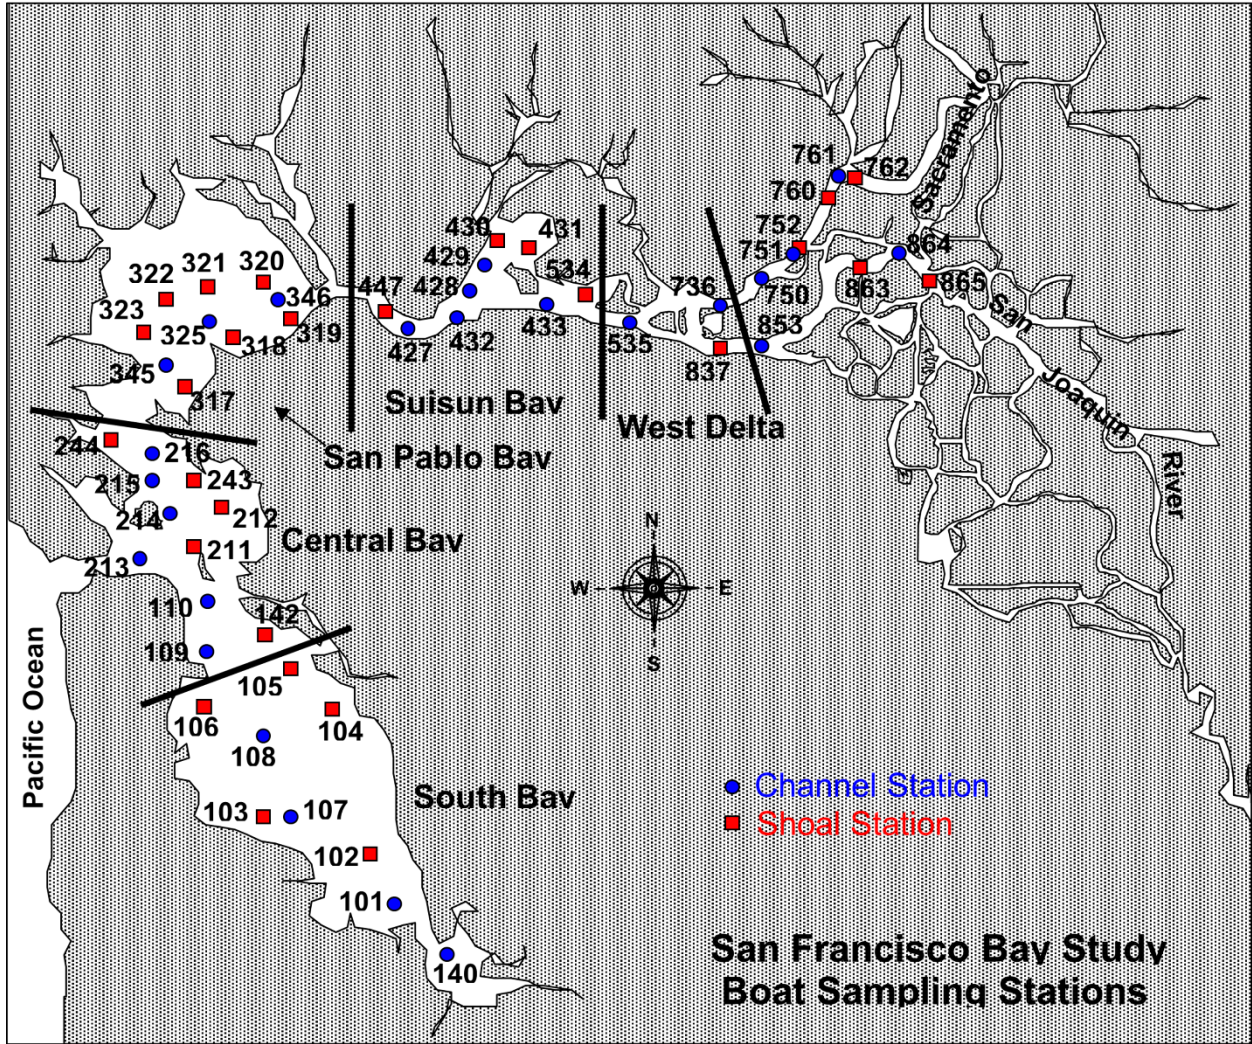 Sacramento
761
762
760
752
751
864
430
431
429
534
322
321
320
447
428
736
750
863
865
San
346
323
325
319
318
427
432
433
535
853
345
837
317
Suisun Bay
West Delta
Joaquin
River
244
216
San Pablo Bay
215
243
214
212
Central Bay
211
213
N
W
E
S
110
142
109
105
106
104
108
Pacific Ocean
Channel Station
103
107
South Bay
Shoal Station
102
101
140
San Francisco Bay Study
Boat Sampling Stations